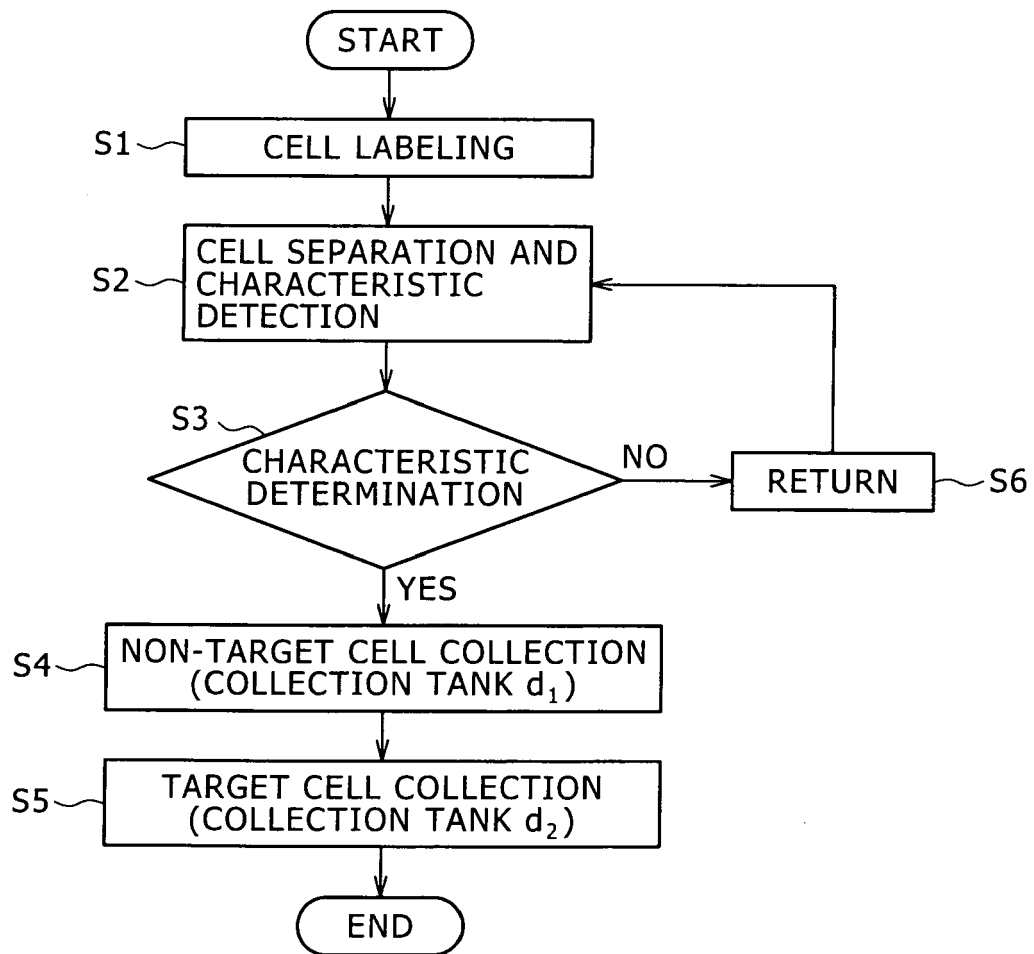 START
S1
CELL LABELING
S2
CELL SEPARATION AND
CHARACTERISTIC
DETECTION
S3
CHARACTERISTIC
DETERMINATION
NO
RETURN
S6
YES
S4
NON-TARGET CELL COLLECTION
(COLLECTION TANK d₁)
S5
TARGET CELL COLLECTION
(COLLECTION TANK d₂)
END